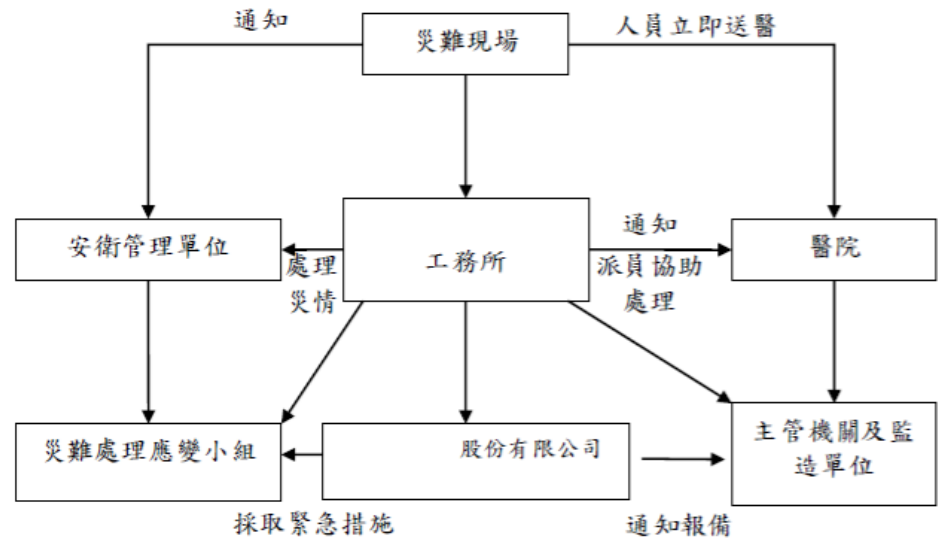 通知
災難現場
人員立即送醫
安衛管理單位
處理
災情
工務所
通知
派員協助
處理
醫院
災難處理應變小組
股份有限公司
主管機關及監
造單位
採取緊急措施
通知報備